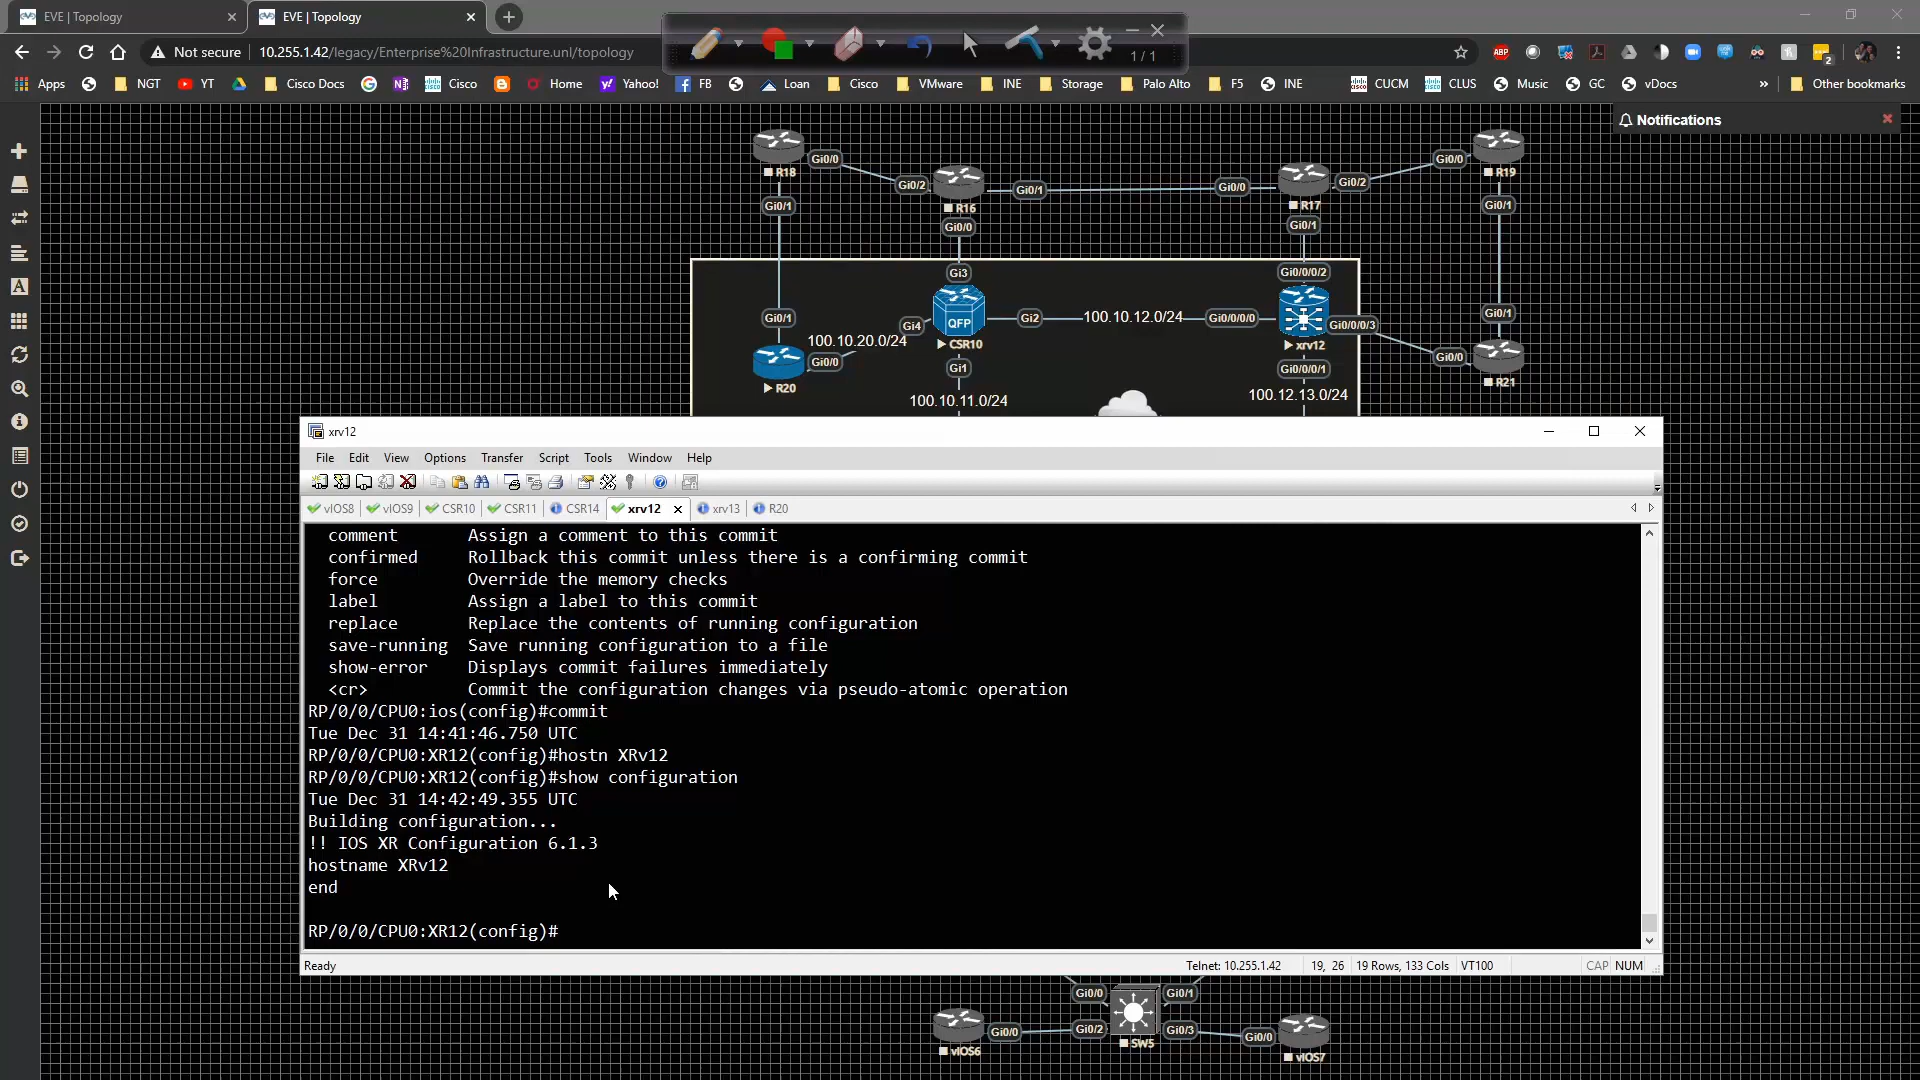 EVE | Topology
EVE | Topology
Not secure
10.255.1.42/legacy/Enterprise%20Infrastructure.unl/topology
1 / 1
ABP
2
Apps
NGT
YT
Cisco Docs
Cisco
Home
Yahoo!
FB
Loan
Cisco
VMware
INE
Storage
Palo Alto
F5
INE
CUCM
CLUS
Music
GC
vDocs
»
Other bookmarks
Notifications
R18
Gi0/0
Gi0/1
Gi0/2
R16
Gi0/1
Gi0/0
Gi0/0
R17
Gi0/2
Gi0/1
Gi0/0
R19
Gi0/1
Gi3
Gi0/0/0/2
Gi0/1
100.10.20.0/24
Gi4
QFP
CSR10
Gi2
100.10.12.0/24
Gi0/0/0/0
xrv12
Gi0/0/0/3
Gi0/1
Gi0/0
R21
R20
Gi0/0
Gi1
100.10.11.0/24
Gi0/0/0/1
100.12.13.0/24
xrv12
File Edit View Options Transfer Script Tools Window Help
vIOS8 vIOS9 CSR10 CSR11 CSR14 xrv12 xrv13 R20
comment Assign a comment to this commit
confirmed Rollback this commit unless there is a confirming commit
force Override the memory checks
label Assign a label to this commit
replace Replace the contents of running configuration
save-running Save running configuration to a file
show-error Displays commit failures immediately
<cr> Commit the configuration changes via pseudo-atomic operation
RP/0/0/CPU0:ios(config)#commit
Tue Dec 31 14:41:46.750 UTC
RP/0/0/CPU0:XR12(config)#hostn XRv12
RP/0/0/CPU0:XR12(config)#show configuration
Tue Dec 31 14:42:49.355 UTC
Building configuration...
!! IOS XR Configuration 6.1.3
hostname XRv12
end
RP/0/0/CPU0:XR12(config)#
Ready
Telnet: 10.255.1.42
19, 26
19 Rows, 133 Cols
VT100
CAP NUM
Gi0/0
Gi0/1
Gi0/2
Gi0/3
SW5
vIOS6
Gi0/0
Gi0/0
vIOS7